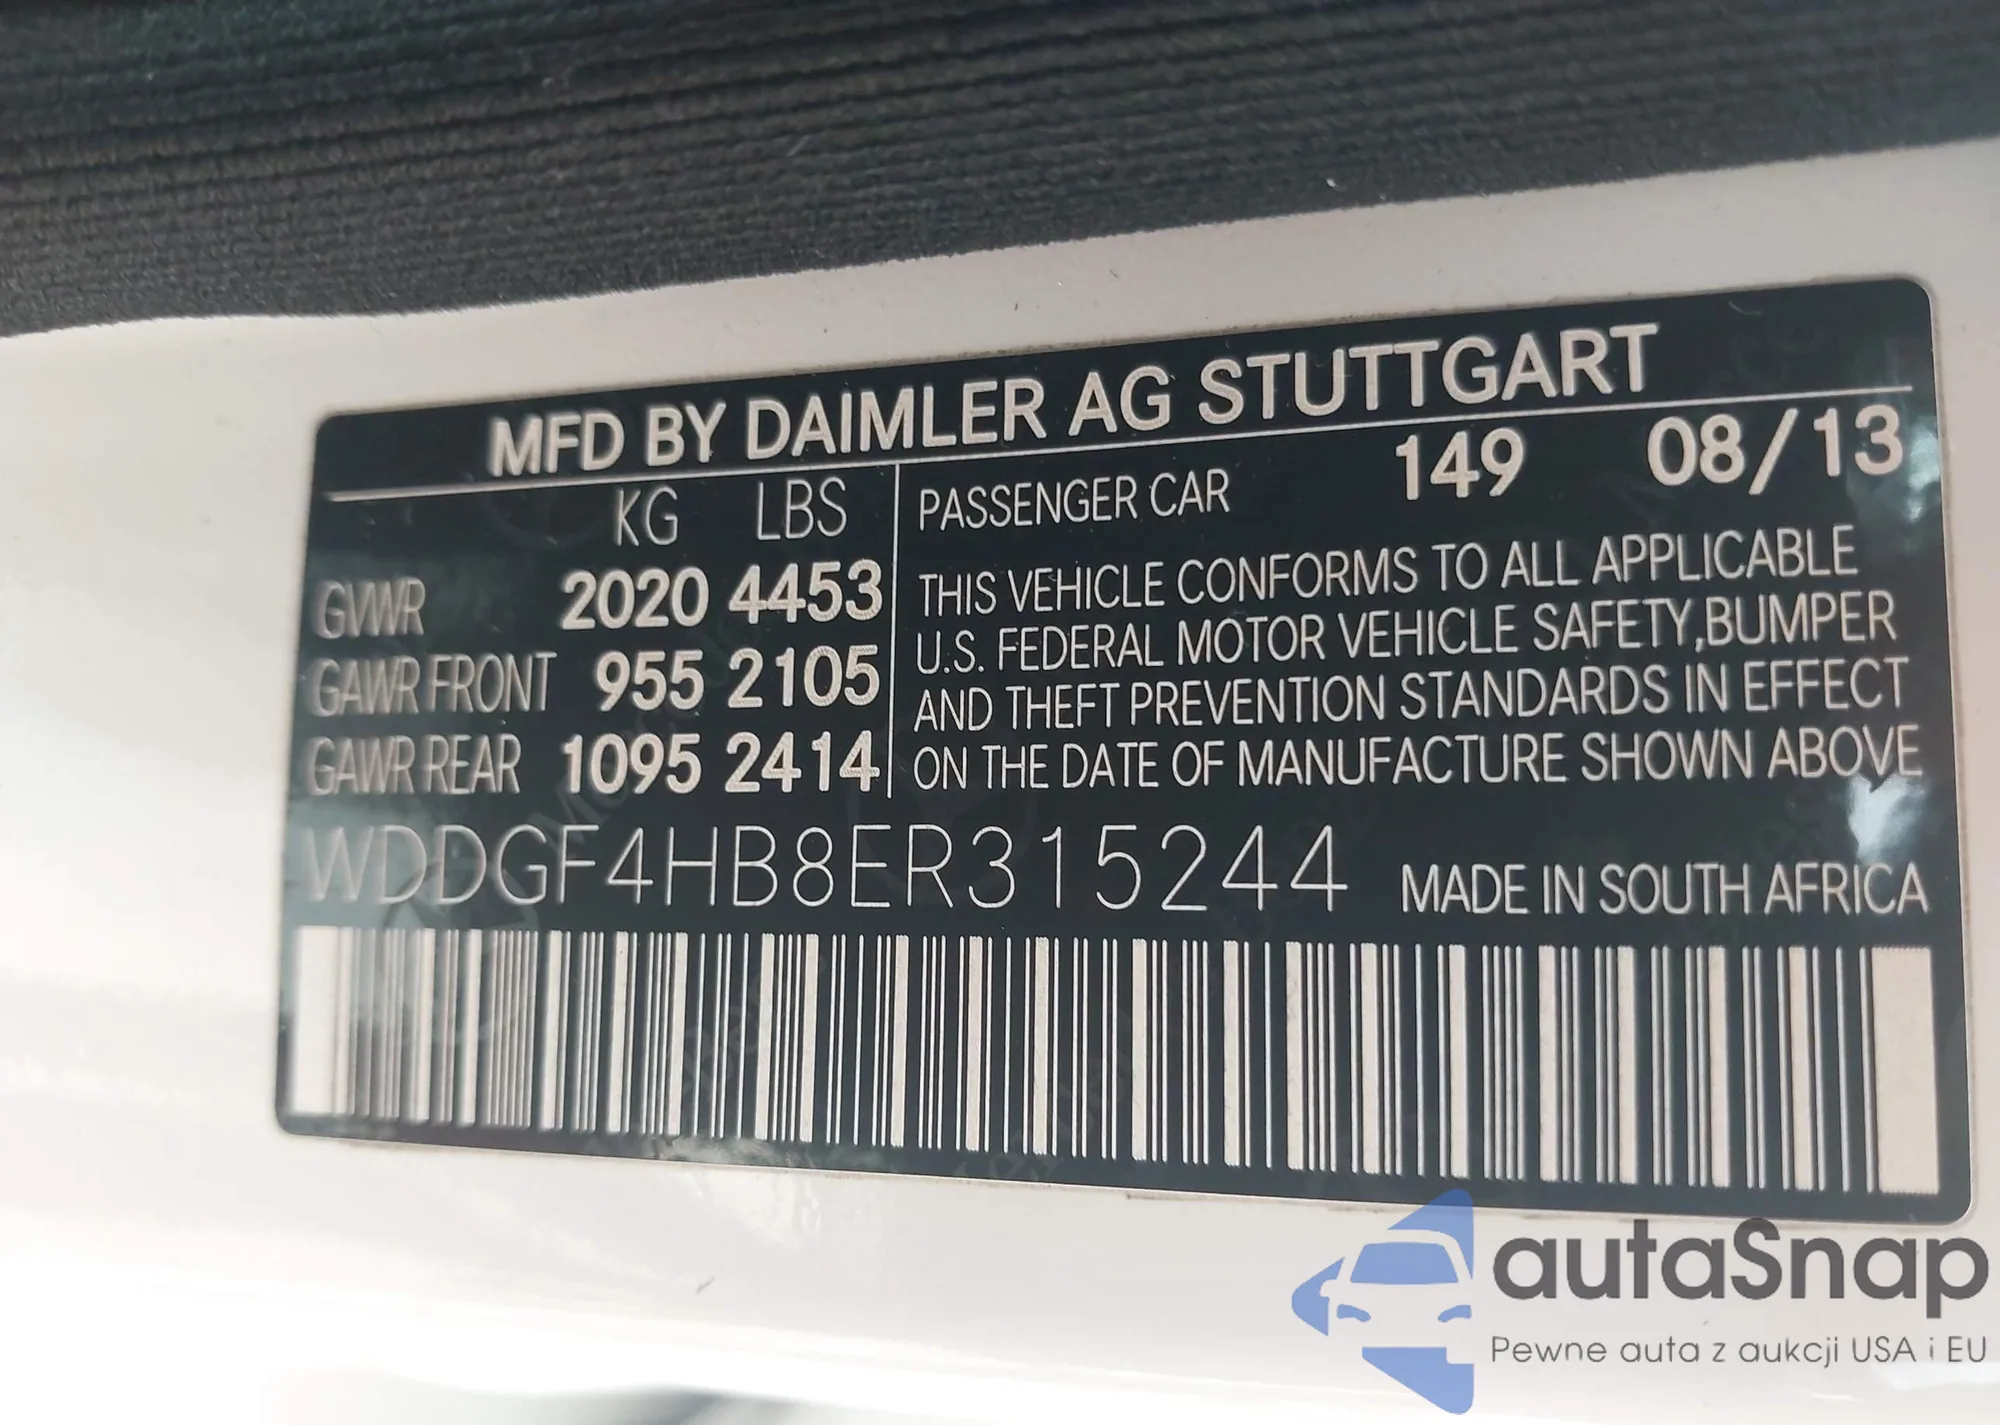 MFD BY DAIMLER AG STUTTGART
KG LBS
GVWR 2020 4453
GAWR FRONT 955 2105
GAWR REAR 1095 2414
PASSENGER CAR 149 08/13
THIS VEHICLE CONFORMS TO ALL APPLICABLE
U.S. FEDERAL MOTOR VEHICLE SAFETY,BUMPER
AND THEFT PREVENTION STANDARDS IN EFFECT
ON THE DATE OF MANUFACTURE SHOWN ABOVE
WDDGF4HB8ER315244 MADE IN SOUTH AFRICA
autaSnap
Pewne auta z aukcji USA i EU